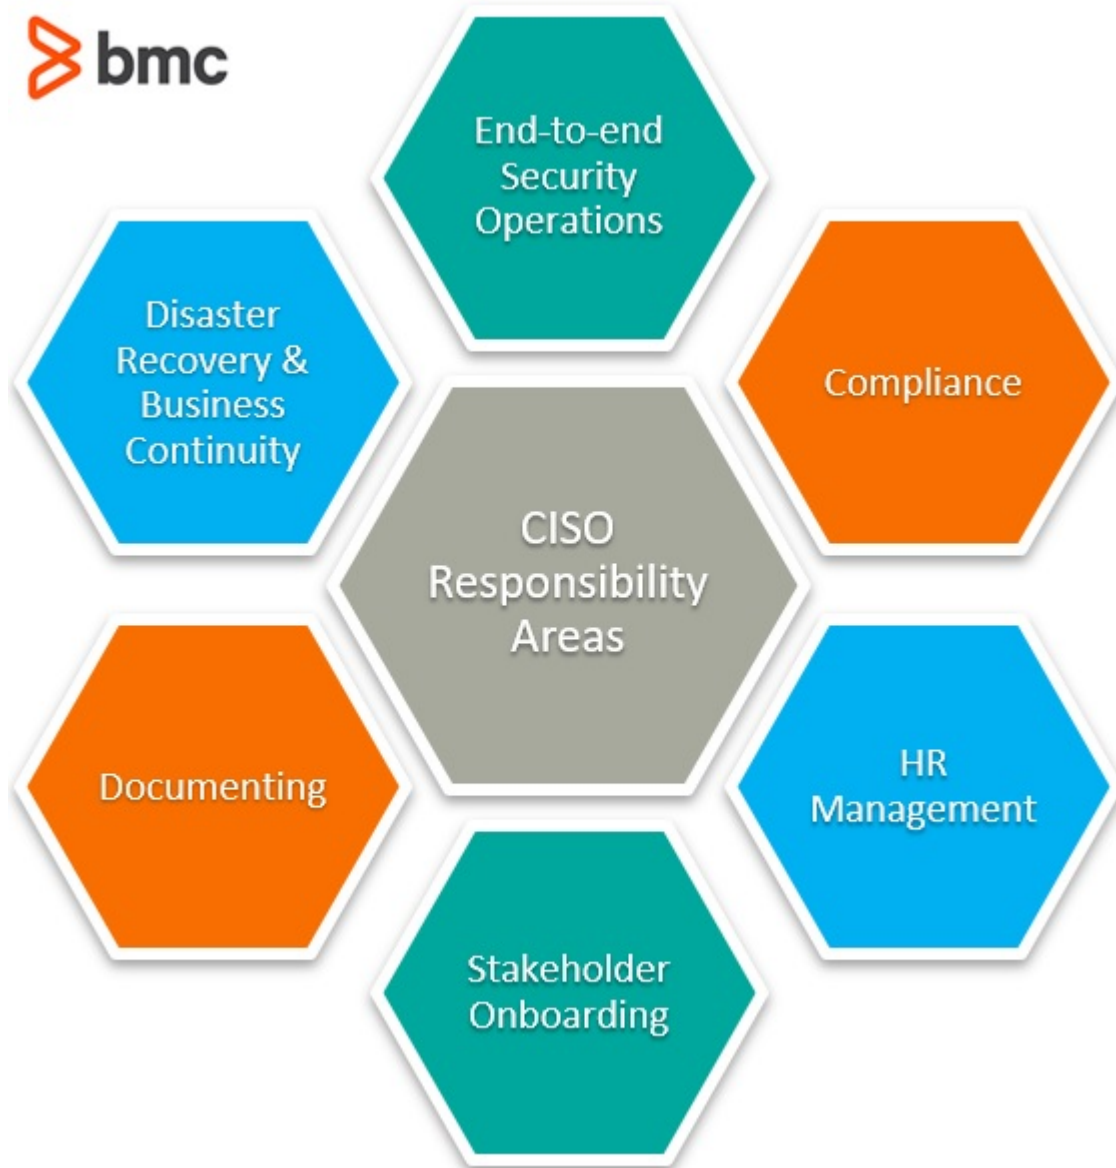 bmc
End-to-end
Security
Operations
Disaster
Recovery &
Business
Continuity
Compliance
CISO
Responsibility
Areas
Documenting
HR
Management
Stakeholder
Onboarding